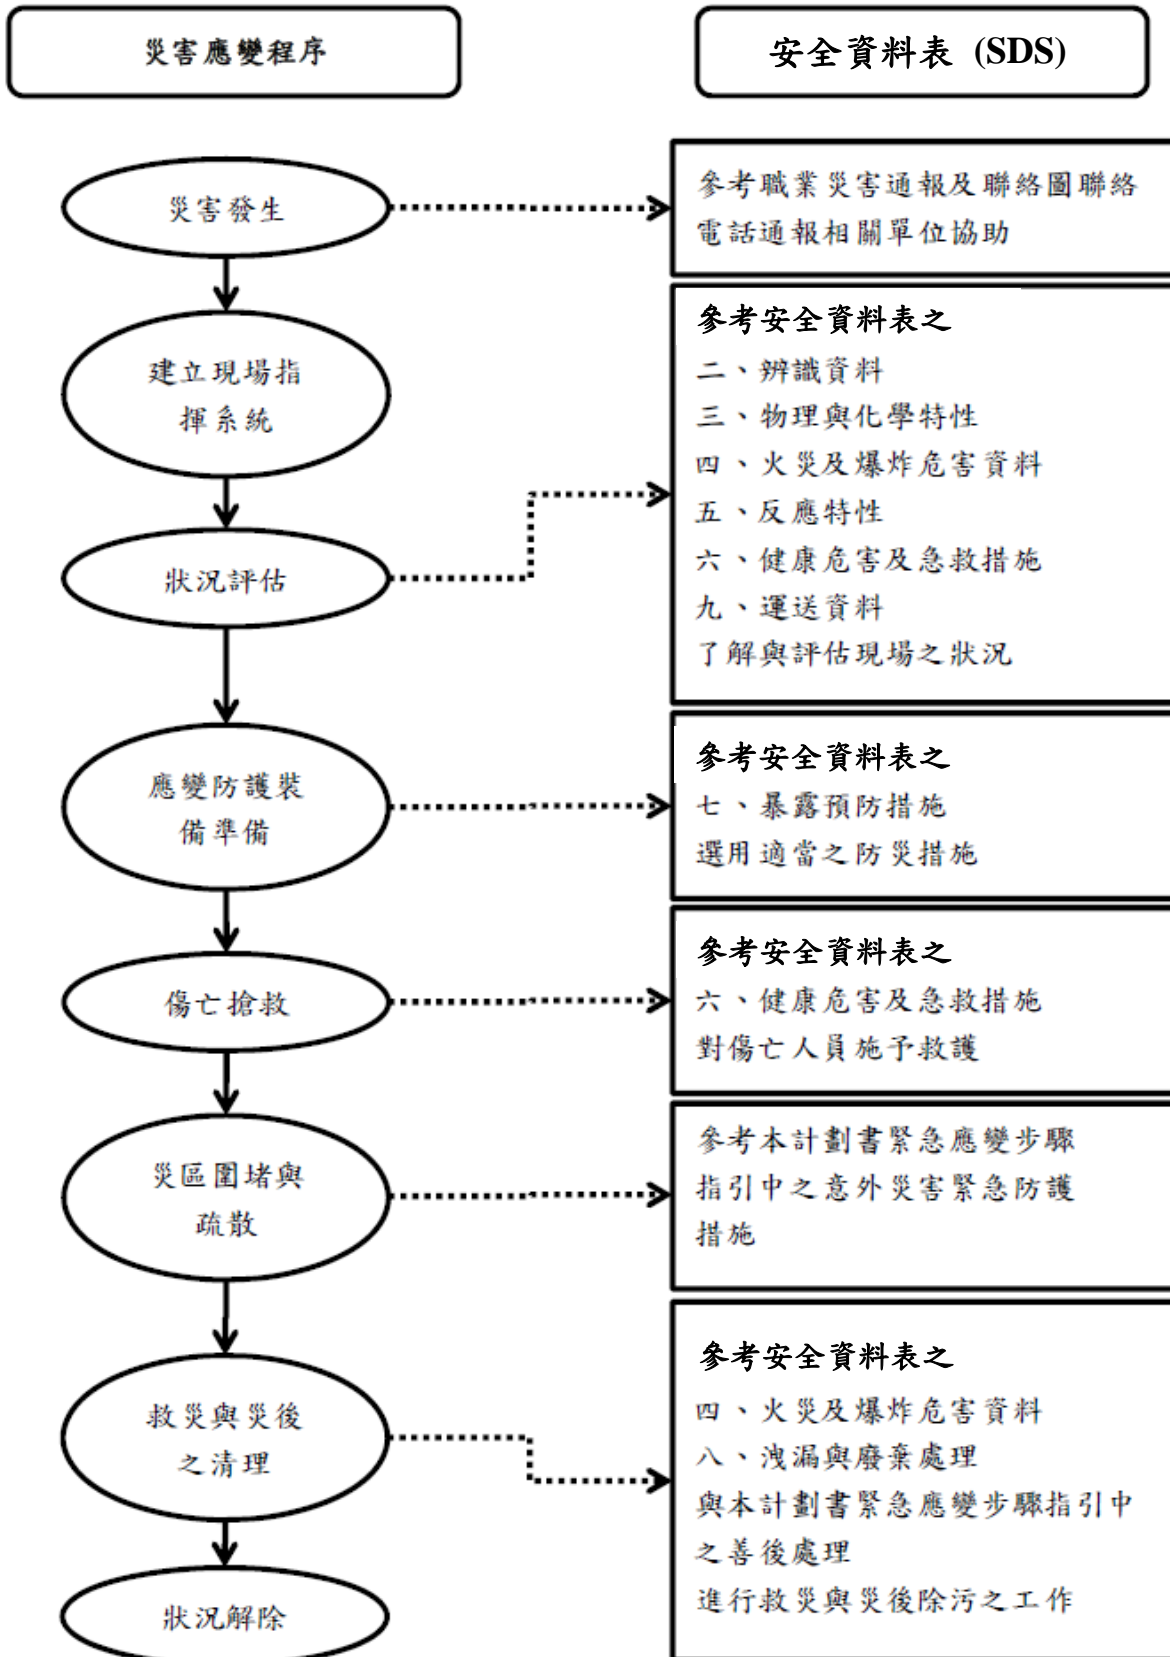 災害應變程序
安全資料表 (SDS)
災害發生
參考職業災害通報及聯絡圖聯絡
電話通報相關單位協助
建立現場指
揮系統
狀況評估
參考安全資料表之
二、辨識資料
三、物理與化學特性
四、火災及爆炸危害資料
五、反應特性
六、健康危害及急救措施
九、運送資料
了解與評估現場之狀況
應變防護裝
備準備
參考安全資料表之
七、暴露預防措施
選用適當之防災措施
傷亡搶救
參考安全資料表之
六、健康危害及急救措施
對傷亡人員施予救護
災區圍堵與
疏散
參考本計劃書緊急應變步驟
指引中之意外災害緊急防護
措施
救災與災後
之清理
參考安全資料表之
四、火災及爆炸危害資料
八、洩漏與廢棄處理
與本計劃書緊急應變步驟指引中
之善後處理
進行救災與災後除污之工作
狀況解除